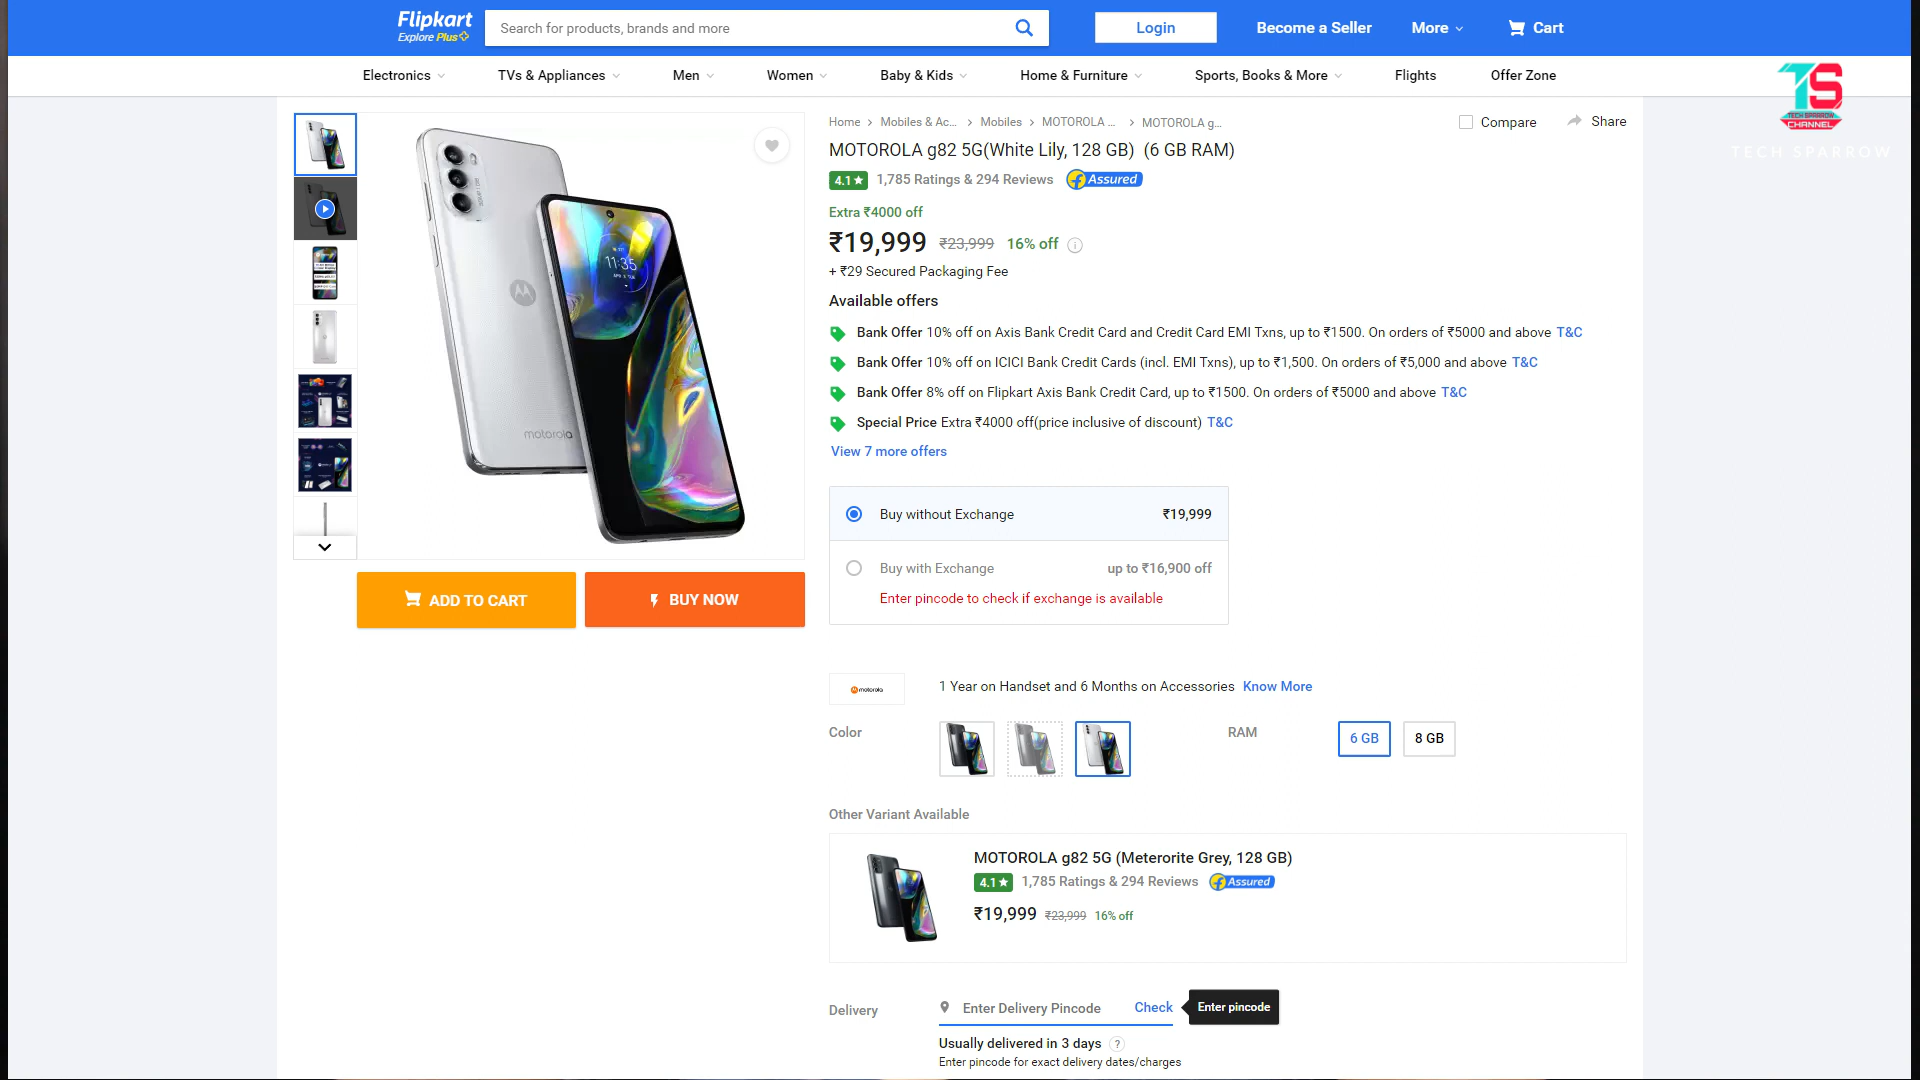 Flipkart
Explore Plus
Search for products, brands and more
Login
Become a Seller
More
Cart
Electronics
TVs & Appliances
Men
Women
Baby & Kids
Home & Furniture
Sports, Books & More
Flights
Offer Zone
TS
TECH SPARROW
CHANNEL
TECH SPARROW
Home
Mobiles & Ac...
Mobiles
MOTOROLA ...
MOTOROLA g...
Compare
Share
MOTOROLA g82 5G(White Lily, 128 GB) (6 GB RAM)
4.1★ 1,785 Ratings & 294 Reviews Assured
Extra ₹4000 off
₹19,999 ₹23,999 16% off
+ ₹29 Secured Packaging Fee
Available offers
Bank Offer 10% off on Axis Bank Credit Card and Credit Card EMI Txns, up to ₹1500. On orders of ₹5000 and above T&C
Bank Offer 10% off on ICICI Bank Credit Cards (incl. EMI Txns), up to ₹1,500. On orders of ₹5,000 and above T&C
Bank Offer 8% off on Flipkart Axis Bank Credit Card, up to ₹1500. On orders of ₹5000 and above T&C
Special Price Extra ₹4000 off(price inclusive of discount) T&C
View 7 more offers
11:35
motorola
ADD TO CART
BUY NOW
Buy without Exchange ₹19,999
Buy with Exchange up to ₹16,900 off
Enter pincode to check if exchange is available
motorola
1 Year on Handset and 6 Months on Accessories Know More
Color
RAM
6 GB
8 GB
Other Variant Available
MOTOROLA g82 5G (Meterorite Grey, 128 GB)
4.1★ 1,785 Ratings & 294 Reviews Assured
₹19,999 ₹23,999 16% off
Delivery
Enter Delivery Pincode
Check
Enter pincode
Usually delivered in 3 days ?
Enter pincode for exact delivery dates/charges